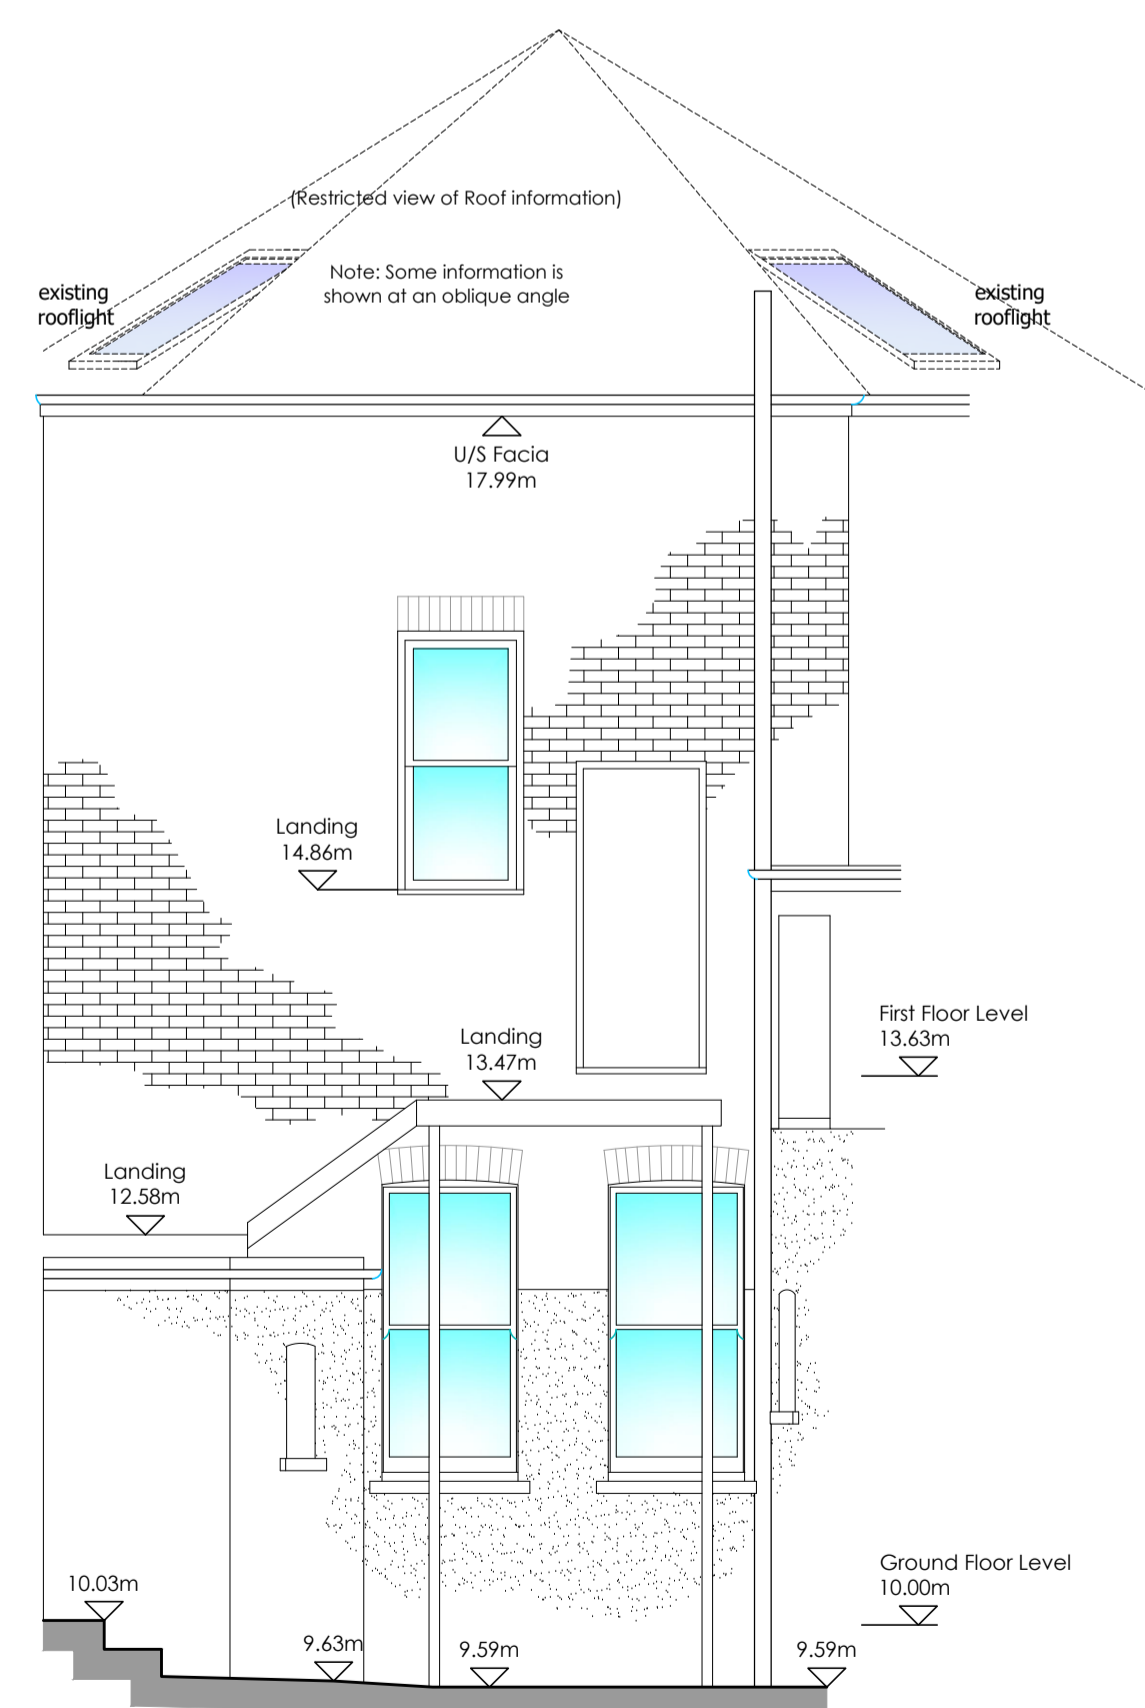 (Restricted view of Roof information)
Note: Some information is
shown at an oblique angle
existing
rooflight
existing
rooflight
U/S Facia
17.99m
Landing
14.86m
First Floor Level
13.63m
Landing
13.47m
Landing
12.58m
Ground Floor Level
10.00m
10.03m
9.63m
9.59m
9.59m